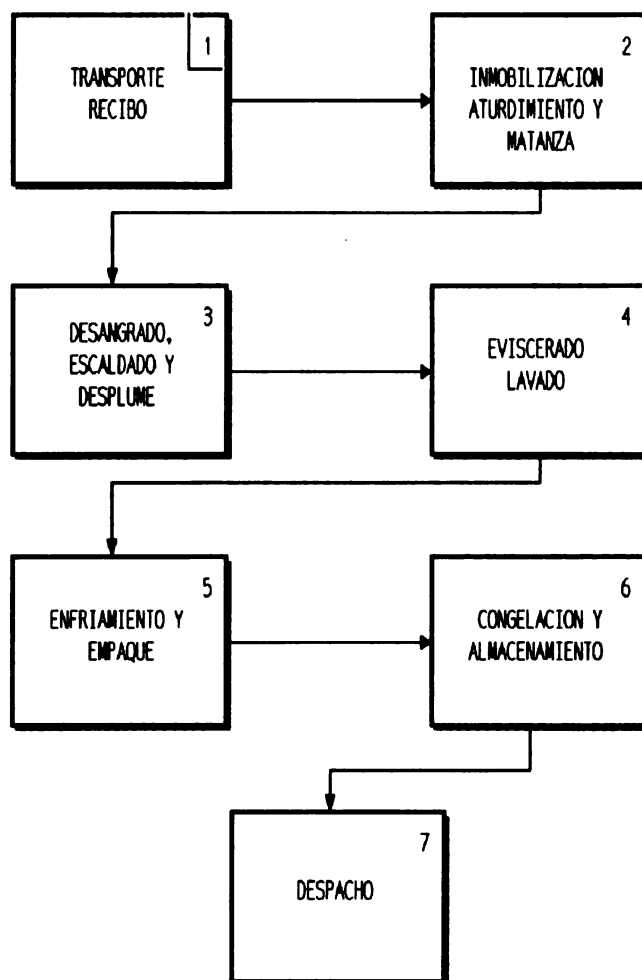 1
TRANSPORTE
RECIBO
2
INMOBILIZACION
ATURDIMIENTO Y
MATANZA
3
DESANGRADO,
ESCALDADO Y
DESPLUME
4
EVISCERADO
LAVADO
5
ENFRIAMIENTO Y
EMPAQUE
6
CONGELACION Y
ALMACENAMIENTO
7
DESPACHO